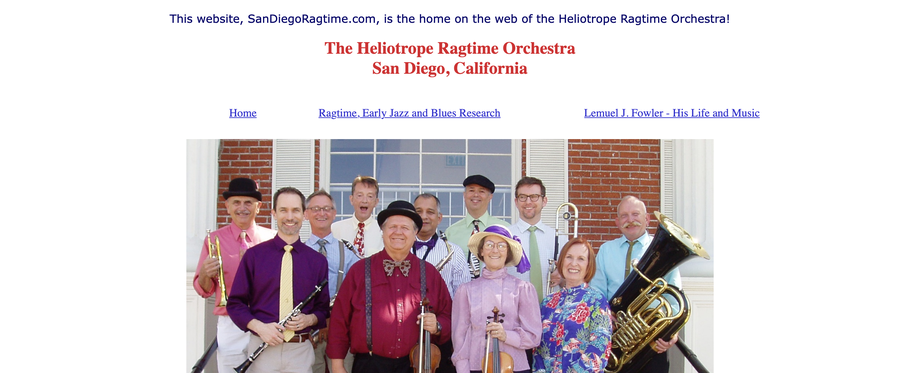 This website, SanDiegoRagtime.com, is the home on the web of the Heliotrope Ragtime Orchestra!
The Heliotrope Ragtime Orchestra
San Diego, California
Home Ragtime, Early Jazz and Blues Research Lemuel J. Fowler - His Life and Music